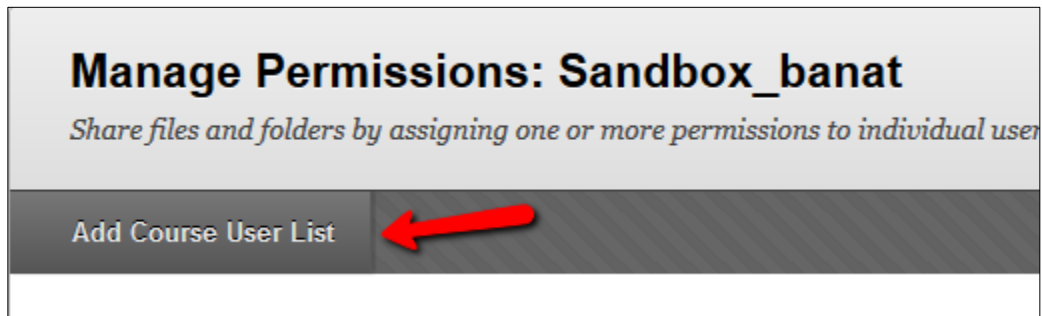 Manage Permissions: Sandbox_banat
Share files and folders by assigning one or more permissions to individual user
Add Course User List